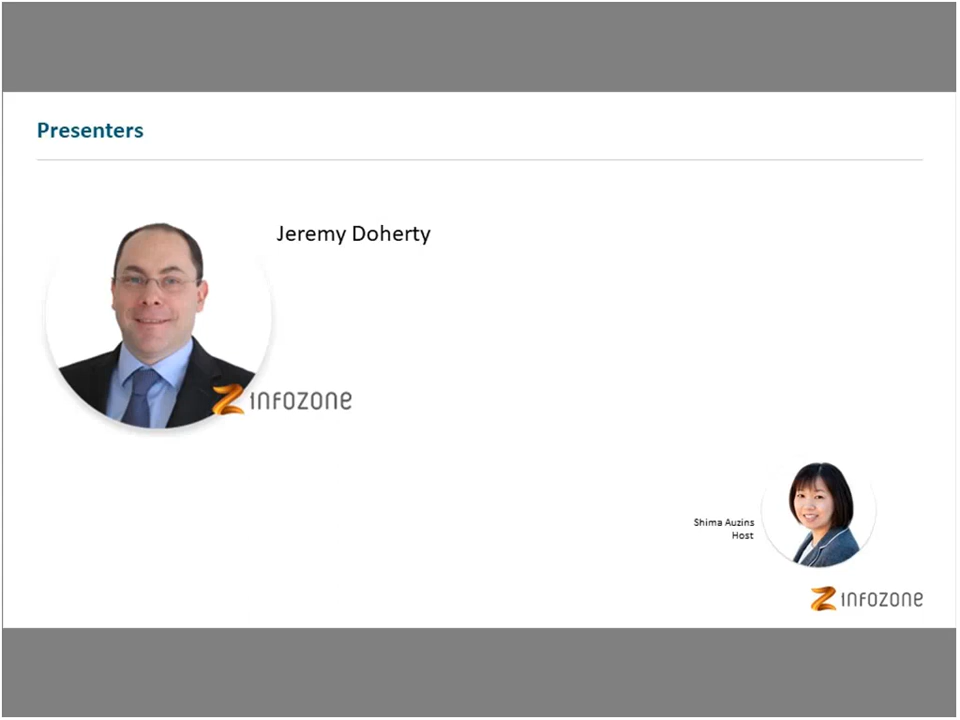 Presenters
Jeremy Doherty
infozone
Shima Auzins
Host
infozone